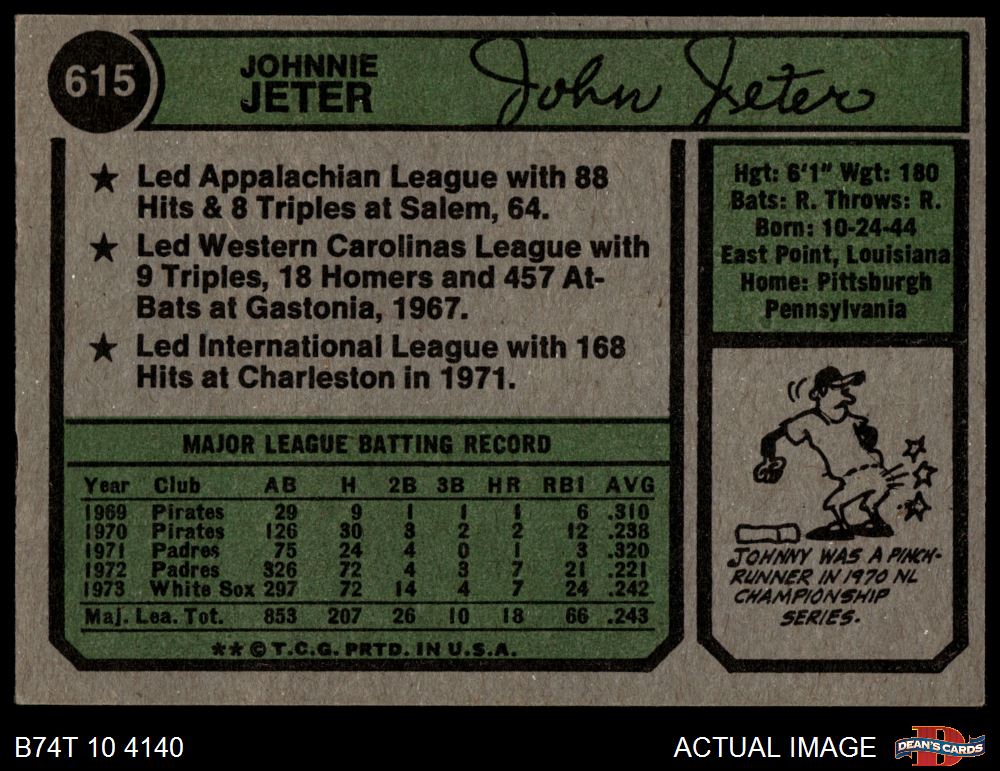 615
JOHNNIE
JETER
John Jeter
★ Led Appalachian League with 88
Hits & 8 Triples at Salem, 64.
★ Led Western Carolinas League with
9 Triples, 18 Homers and 457 At-
Bats at Gastonia, 1967.
★ Led International League with 168
Hits at Charleston in 1971.
Hgt: 6'1" Wgt: 180
Bats: R. Throws: R.
Born: 10-24-44
East Point, Louisiana
Home: Pittsburgh
Pennsylvania
MAJOR LEAGUE BATTING RECORD
Year Club AB H 2B 3B HR RBI AVG
1969 Pirates 29 9 1 1 1 6 .310
1970 Pirates 126 30 3 2 2 12 .238
1971 Padres 75 24 4 0 1 3 .320
1972 Padres 326 72 4 3 7 21 .221
1973 White Sox 297 72 14 4 7 24 .242
Maj. Lea. Tot. 853 207 26 10 18 66 .243
**© T.C.G. PRTD. IN U.S.A.
JOHNNY WAS A PINCH-
RUNNER IN 1970 NL
CHAMPIONSHIP
SERIES.
B74T 10 4140
ACTUAL IMAGE
D
DEAN'S CARDS